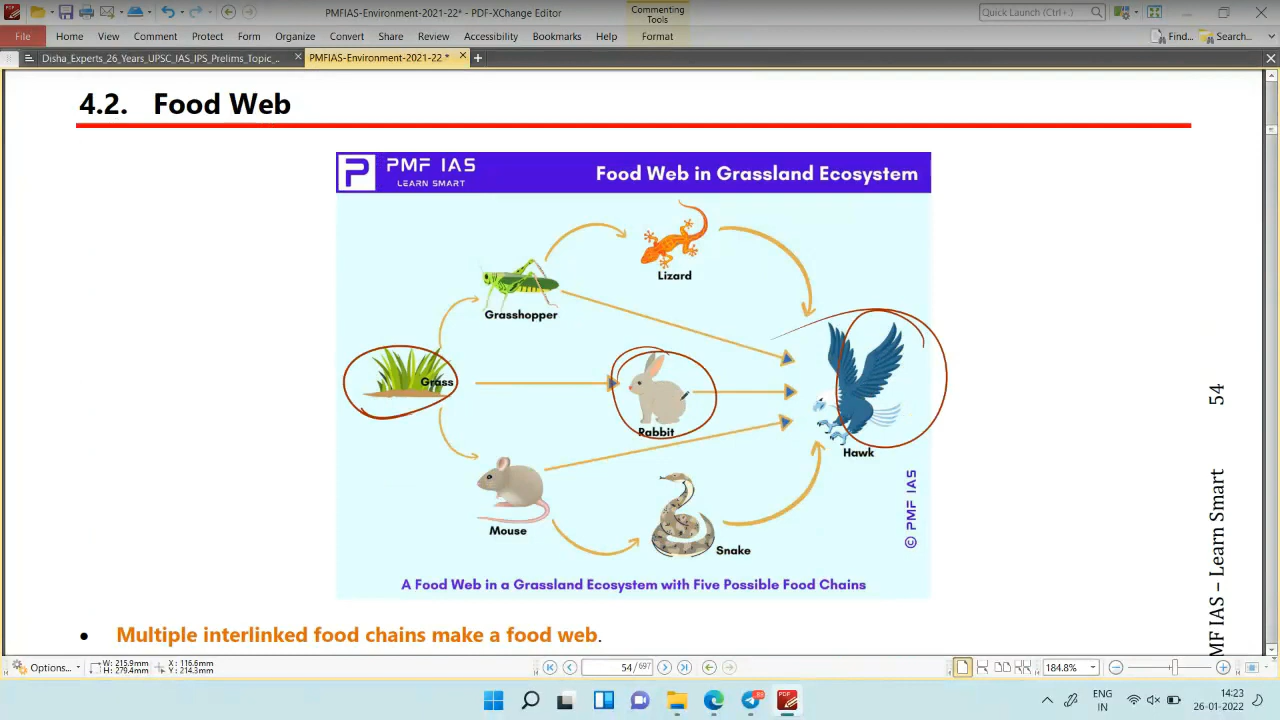 PMFIAS-Environment-2021-22* - PDF-XChange Editor
Commenting Tools
Quick Launch (Ctrl+.)
File Home View Comment Protect Form Organize Convert Share Review Accessibility Bookmarks Help Format
Find... Search...
Disha_Experts_26_Years_UPSC_IAS_IPS_Prelims_Topic_..
PMFIAS-Environment-2021-22 *
4.2. Food Web
P PMF IAS
LEARN SMART
Food Web in Grassland Ecosystem
Lizard
Grasshopper
Grass
Rabbit
Hawk
Mouse
Snake
© PMF IAS
A Food Web in a Grassland Ecosystem with Five Possible Food Chains
• Multiple interlinked food chains make a food web.
MF IAS – Learn Smart 54
Options...
W: 215.9mm
H: 279.4mm
X: 116.6mm
Y: 214.3mm
54 / 697
184.8%
ENG
IN
14:23
26-01-2022